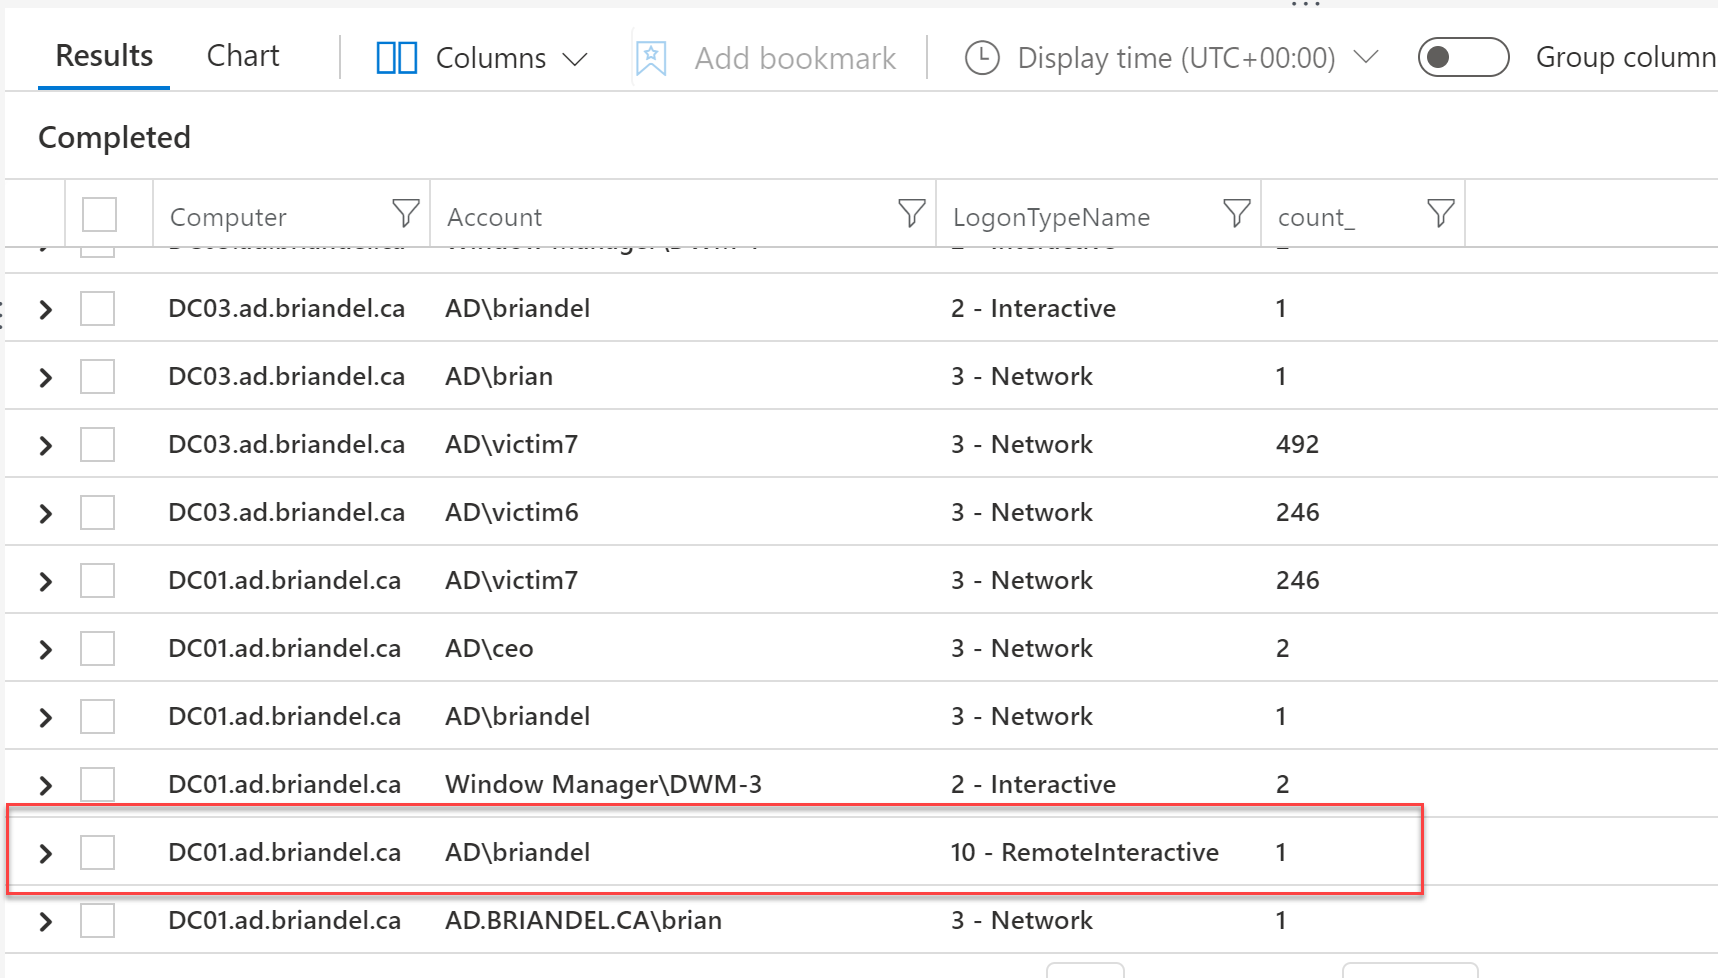 Results Chart Columns Add bookmark Display time (UTC+00:00) Group column
Completed
Computer Account LogonTypeName count_
DC03.ad.briandel.ca AD\briandel 2 - Interactive 1
DC03.ad.briandel.ca AD\brian 3 - Network 1
DC03.ad.briandel.ca AD\victim7 3 - Network 492
DC03.ad.briandel.ca AD\victim6 3 - Network 246
DC01.ad.briandel.ca AD\victim7 3 - Network 246
DC01.ad.briandel.ca AD\ceo 3 - Network 2
DC01.ad.briandel.ca AD\briandel 3 - Network 1
DC01.ad.briandel.ca Window Manager\DWM-3 2 - Interactive 2
DC01.ad.briandel.ca AD\briandel 10 - RemoteInteractive 1
DC01.ad.briandel.ca AD.BRIANDEL.CA\brian 3 - Network 1